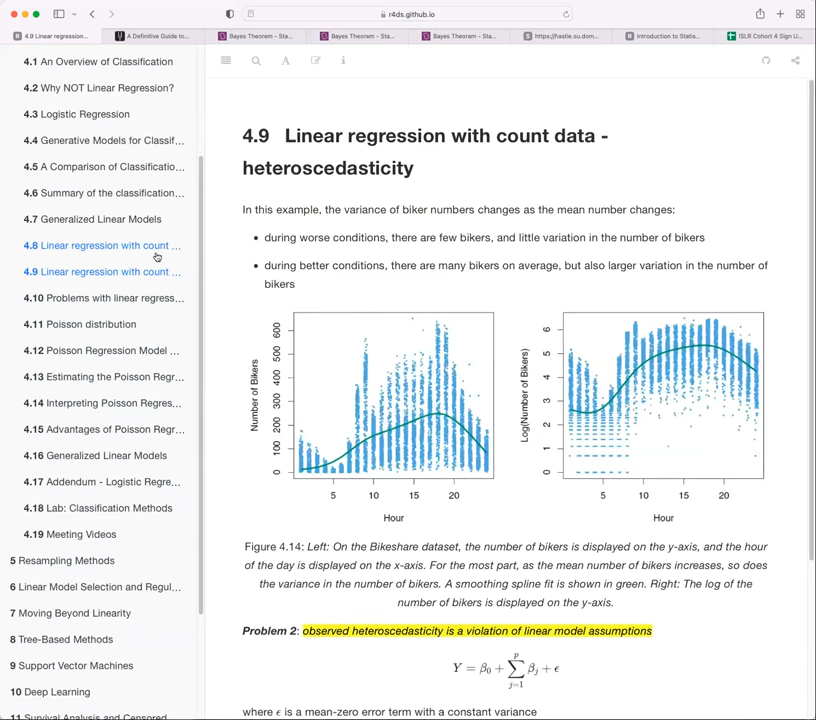 r4ds.github.io
4.9 Linear regression...
A Definitive Guide to...
Bayes Theorem - Sta...
Bayes Theorem - Sta...
Bayes Theorem - Sta...
https://hastie.su.dom...
Introduction to Statis...
ISLR Cohort 4 Sign U...
4.1 An Overview of Classification
4.2 Why NOT Linear Regression?
4.3 Logistic Regression
4.4 Generative Models for Classif...
4.5 A Comparison of Classificatio...
4.6 Summary of the classification...
4.7 Generalized Linear Models
4.8 Linear regression with count ...
4.9 Linear regression with count ...
4.10 Problems with linear regress...
4.11 Poisson distribution
4.12 Poisson Regression Model ...
4.13 Estimating the Poisson Regr...
4.14 Interpreting Poisson Regres...
4.15 Advantages of Poisson Regr...
4.16 Generalized Linear Models
4.17 Addendum - Logistic Regre...
4.18 Lab: Classification Methods
4.19 Meeting Videos
5 Resampling Methods
6 Linear Model Selection and Regul...
7 Moving Beyond Linearity
8 Tree-Based Methods
9 Support Vector Machines
10 Deep Learning
11 Survival Analysis and Censored
4.9 Linear regression with count data -
heteroscedasticity
In this example, the variance of biker numbers changes as the mean number changes:
• during worse conditions, there are few bikers, and little variation in the number of bikers
• during better conditions, there are many bikers on average, but also larger variation in the number of
bikers
Number of Bikers
600
500
400
300
200
100
0
5 10 15 20
Hour
Log(Number of Bikers)
6
5
4
3
2
1
0
5 10 15 20
Hour
Figure 4.14: Left: On the Bikeshare dataset, the number of bikers is displayed on the y-axis, and the hour
of the day is displayed on the x-axis. For the most part, as the mean number of bikers increases, so does
the variance in the number of bikers. A smoothing spline fit is shown in green. Right: The log of the
number of bikers is displayed on the y-axis.
Problem 2: observed heteroscedasticity is a violation of linear model assumptions
Y = β0 + ∑_{j=1}^{p} βj + ϵ
where ϵ is a mean-zero error term with a constant variance